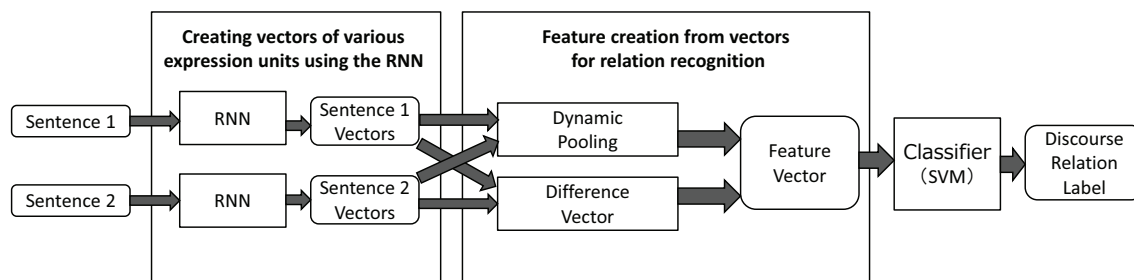 Creating vectors of various
expression units using the RNN
Feature creation from vectors
for relation recognition
Sentence 1
RNN
Sentence 1
Vectors
Dynamic
Pooling
Sentence 2
RNN
Sentence 2
Vectors
Difference
Vector
Feature
Vector
Classifier
（SVM）
Discourse
Relation
Label